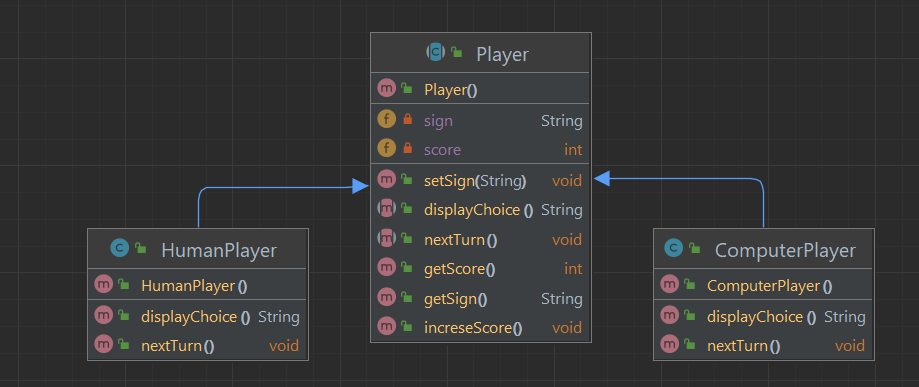 Player
Player()
sign String
score int
setSign(String) void
displayChoice () String
nextTurn() void
getScore() int
getSign() String
increseScore() void
HumanPlayer
HumanPlayer()
displayChoice () String
nextTurn() void
ComputerPlayer
ComputerPlayer()
displayChoice () String
nextTurn() void